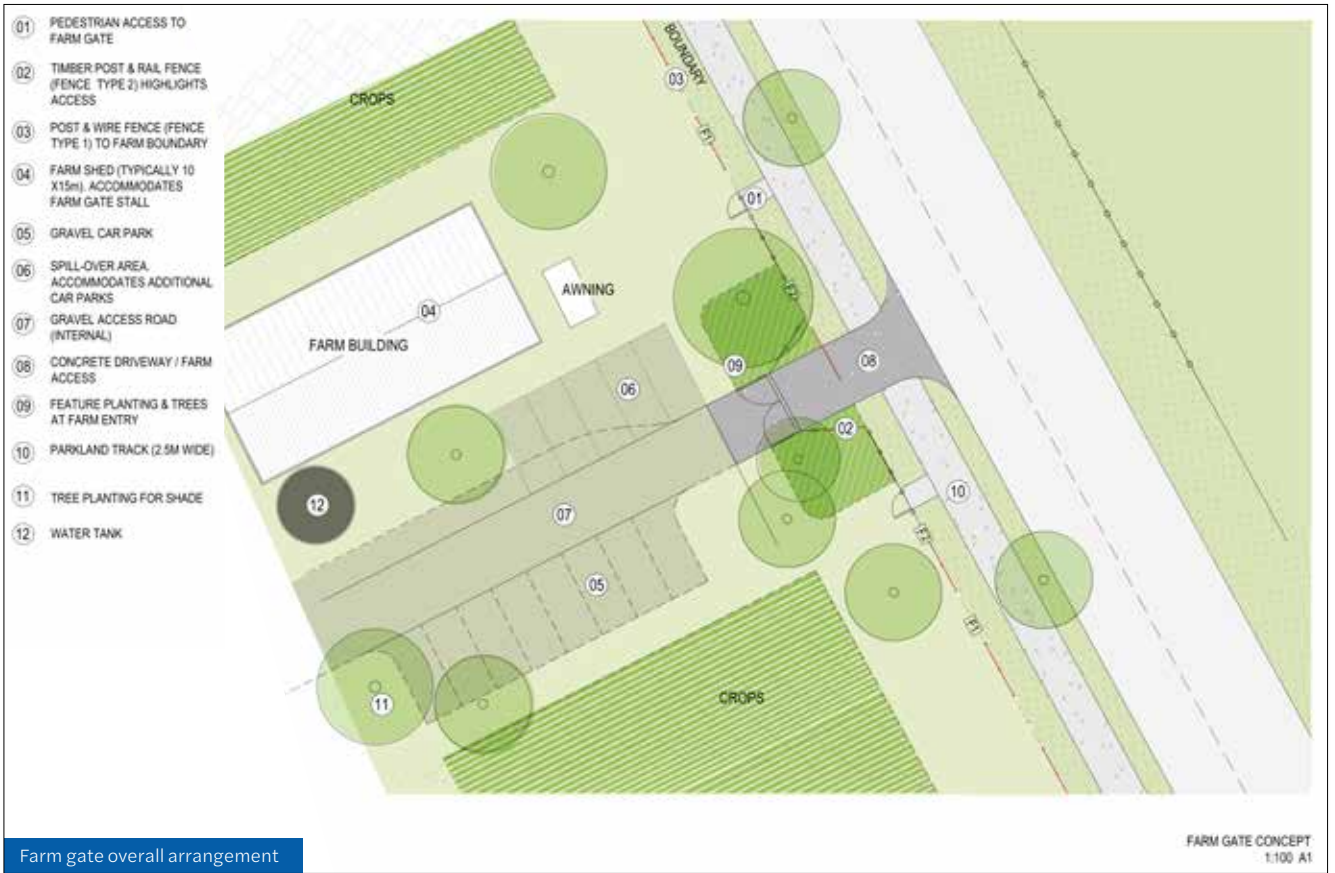 01 PEDESTRIAN ACCESS TO
FARM GATE
02 TIMBER POST & RAIL FENCE
(FENCE TYPE 2) HIGHLIGHTS
ACCESS
03 POST & WIRE FENCE (FENCE
TYPE 1) TO FARM BOUNDARY
04 FARM SHED (TYPICALLY 10
X15m). ACCOMMODATES
FARM GATE STALL
05 GRAVEL CAR PARK
06 SPILL-OVER AREA.
ACCOMMODATES ADDITIONAL
CAR PARKS
07 GRAVEL ACCESS ROAD
(INTERNAL)
08 CONCRETE DRIVEWAY / FARM
ACCESS
09 FEATURE PLANTING & TREES
AT FARM ENTRY
10 PARKLAND TRACK (2.5M WIDE)
11 TREE PLANTING FOR SHADE
12 WATER TANK
BOUNDARY
03
CROPS
F1
01
AWNING
F2
04
FARM BUILDING
08
09
06
02
10
12
07
F2
05
F1
CROPS
11
Farm gate overall arrangement
FARM GATE CONCEPT
1:100 A1